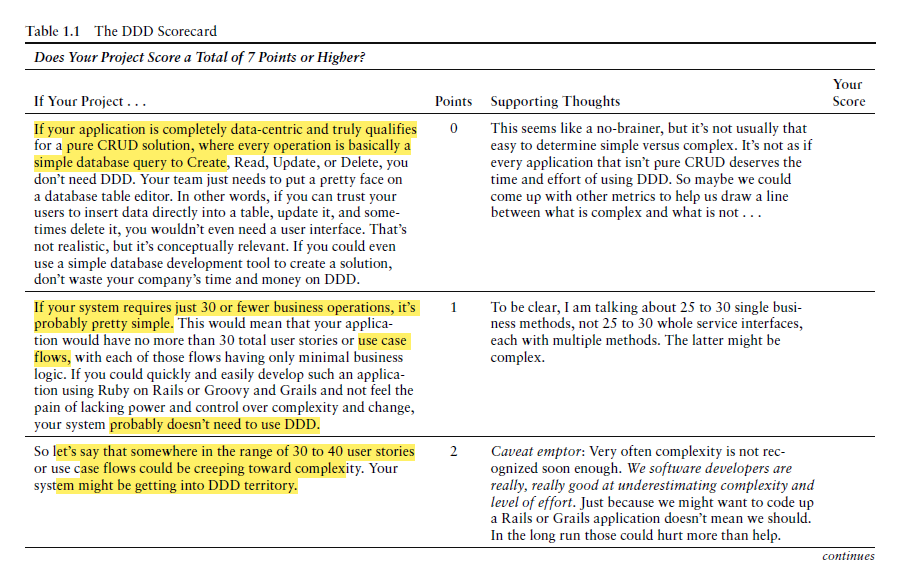 Table 1.1 The DDD Scorecard
Does Your Project Score a Total of 7 Points or Higher?
If Your Project . . . Points Supporting Thoughts Your Score
If your application is completely data-centric and truly qualifies
for a pure CRUD solution, where every operation is basically a
simple database query to Create, Read, Update, or Delete, you
don't need DDD. Your team just needs to put a pretty face on
a database table editor. In other words, if you can trust your
users to insert data directly into a table, update it, and some-
times delete it, you wouldn't even need a user interface. That's
not realistic, but it's conceptually relevant. If you could even
use a simple database development tool to create a solution,
don't waste your company's time and money on DDD.
0
This seems like a no-brainer, but it's not usually that
easy to determine simple versus complex. It's not as if
every application that isn't pure CRUD deserves the
time and effort of using DDD. So maybe we could
come up with other metrics to help us draw a line
between what is complex and what is not . . .
If your system requires just 30 or fewer business operations, it's
probably pretty simple. This would mean that your applica-
tion would have no more than 30 total user stories or use case
flows, with each of those flows having only minimal business
logic. If you could quickly and easily develop such an applica-
tion using Ruby on Rails or Groovy and Grails and not feel the
pain of lacking power and control over complexity and change,
your system probably doesn't need to use DDD.
1
To be clear, I am talking about 25 to 30 single busi-
ness methods, not 25 to 30 whole service interfaces,
each with multiple methods. The latter might be
complex.
So let's say that somewhere in the range of 30 to 40 user stories
or use case flows could be creeping toward complexity. Your
system might be getting into DDD territory.
2
Caveat emptor: Very often complexity is not rec-
ognized soon enough. We software developers are
really, really good at underestimating complexity and
level of effort. Just because we might want to code up
a Rails or Grails application doesn't mean we should.
In the long run those could hurt more than help.
continues